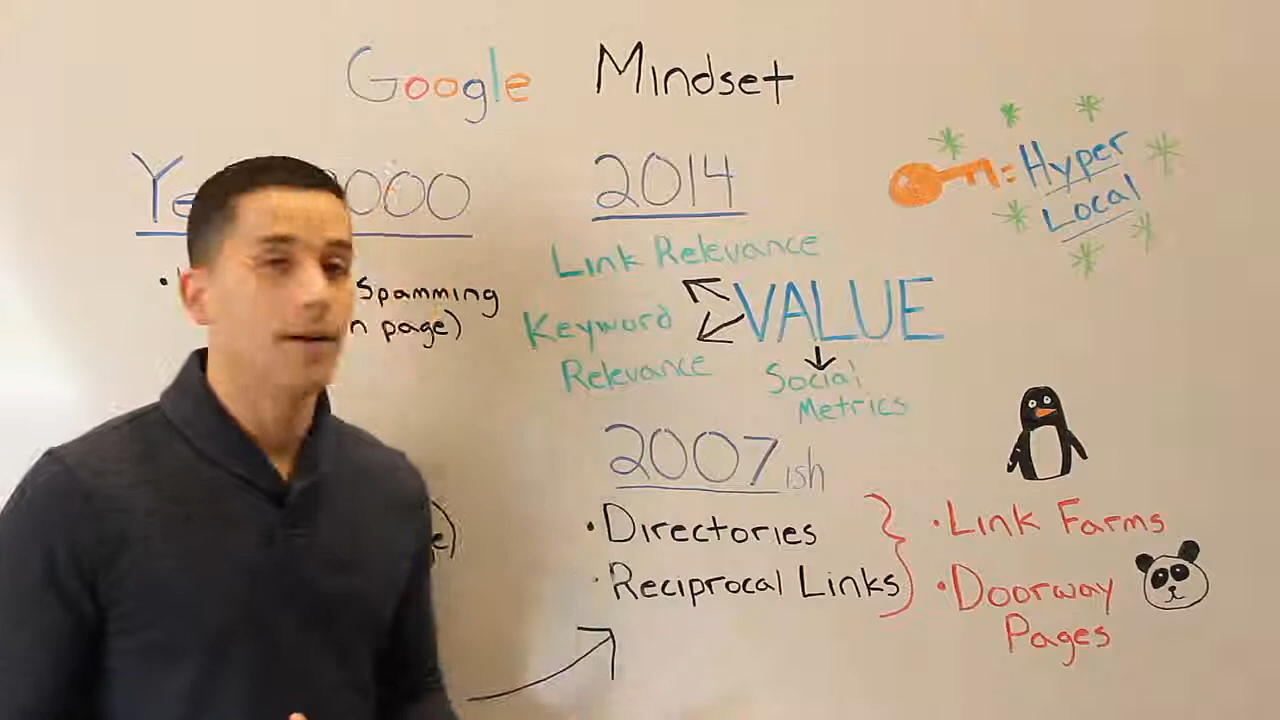 Google Mindset
2000
Spamming
page)
2014
Link Relevance
VALUE
Keyword
Relevance
Social
Metrics
= Hyper
Local
2007ish
• Directories
• Reciprocal Links
• Link Farms
• Doorway
Pages